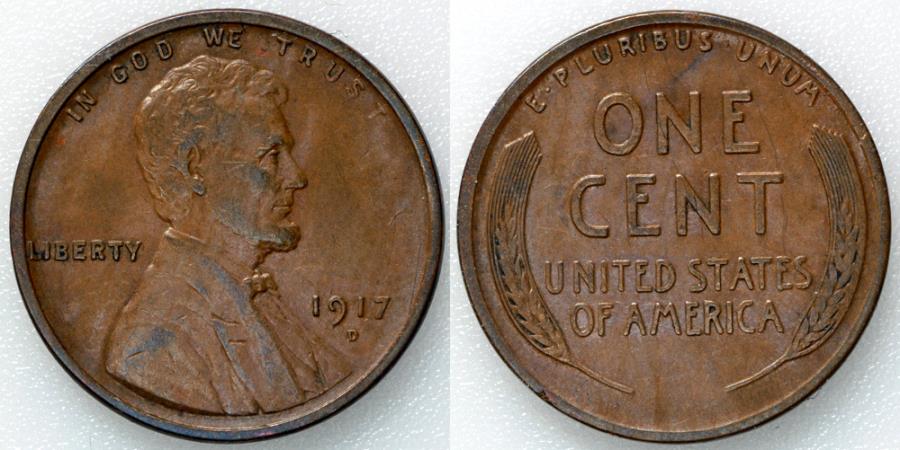 IN GOD WE TRUST
LIBERTY
1917
D
E·PLURIBUS·UNUM
ONE
CENT
UNITED STATES
OF AMERICA